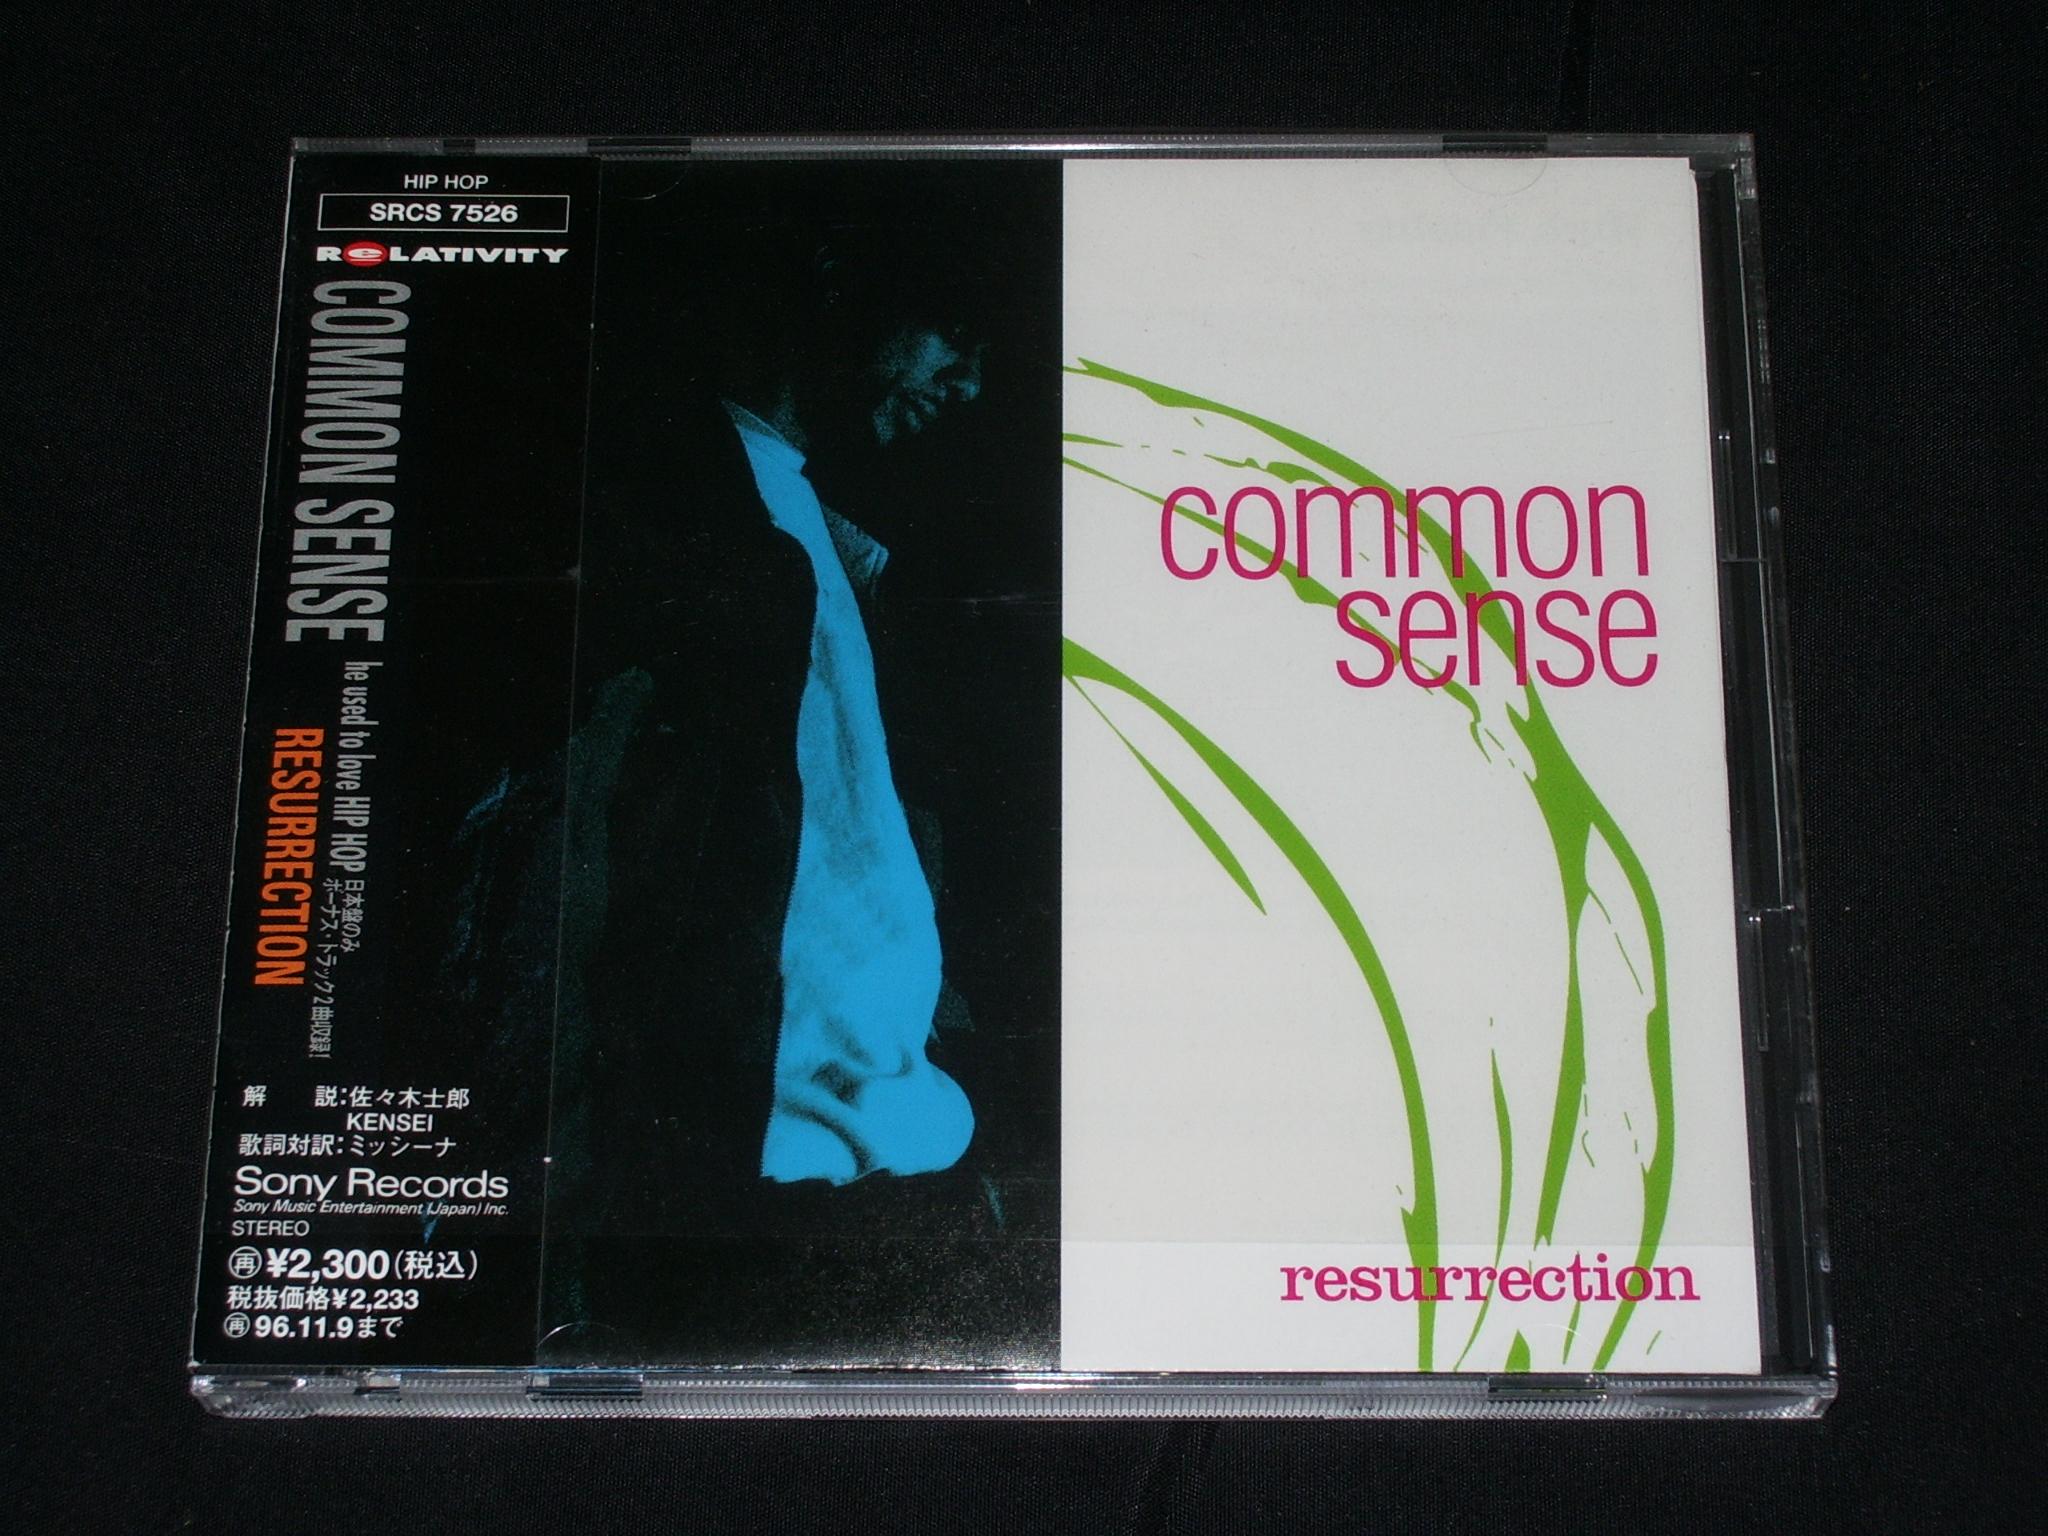 HIP HOP
SRCS 7526
ReLATIVITY
COMMON SENSE
he used to love HIP HOP
日本盤のみ
ボーナス・トラック2曲収録!
RESURRECTION
解 説:佐々木士郎
KENSEI
歌詞対訳:ミッシーナ
Sony Records
Sony Music Entertainment (Japan) Inc.
STEREO
再 ¥2,300(税込)
税抜価格¥2,233
再 96.11.9まで
common
sense
resurrection